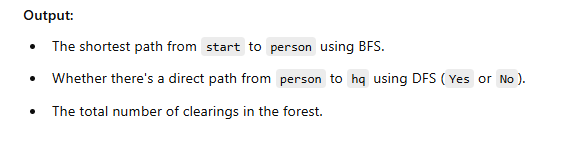 Output:
• The shortest path from start to person using BFS.
• Whether there's a direct path from person to hq using DFS ( Yes or No ).
• The total number of clearings in the forest.